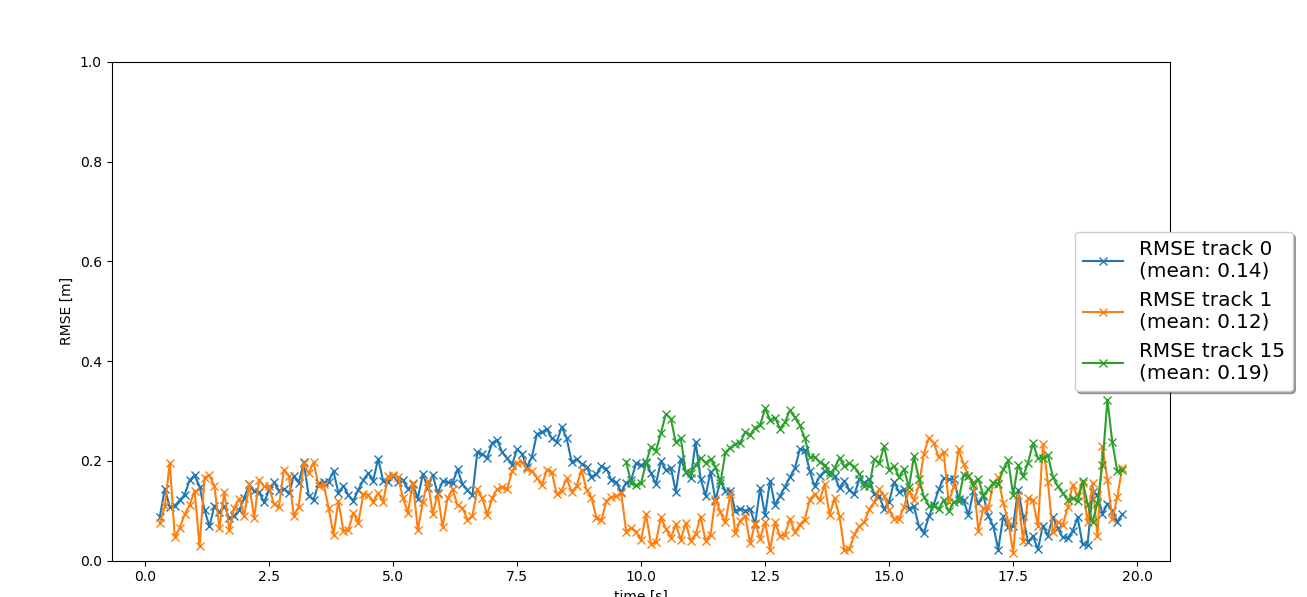 1.0
0.8
0.6
0.4
0.2
0.0
RMSE [m]
0.0 2.5 5.0 7.5 10.0 12.5 15.0 17.5 20.0
time [s]
RMSE track 0
(mean: 0.14)
RMSE track 1
(mean: 0.12)
RMSE track 15
(mean: 0.19)